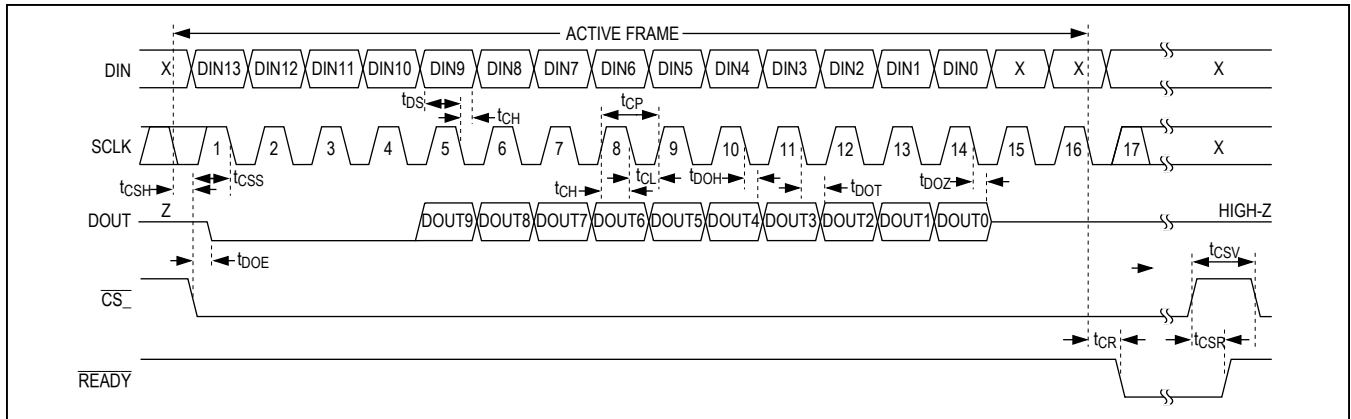 ACTIVE FRAME
DIN X DIN13 DIN12 DIN11 DIN10 DIN9 DIN8 DIN7 DIN6 DIN5 DIN4 DIN3 DIN2 DIN1 DIN0 X X X
tDS tCH tCP
SCLK 1 2 3 4 5 6 7 8 9 10 11 12 13 14 15 16 17 X
tCSH tCSS tCH tCL tDOH tDOT tDOZ
DOUT Z DOUT9 DOUT8 DOUT7 DOUT6 DOUT5 DOUT4 DOUT3 DOUT2 DOUT1 DOUT0 HIGH-Z
tDOE tCSV
CS_
tCR tCSR
READY